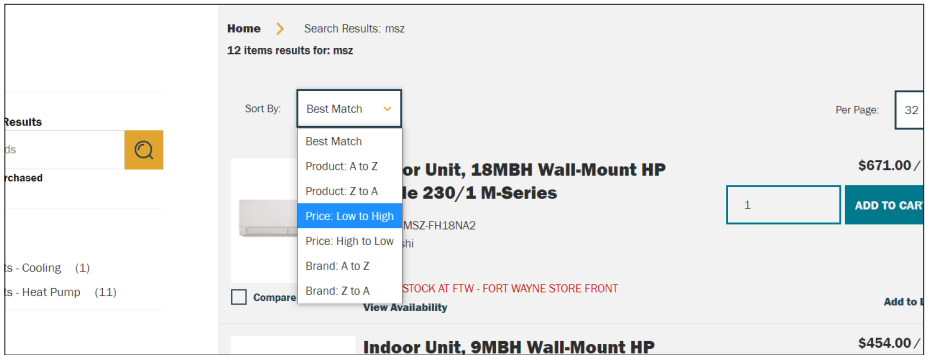 Home > Search Results: msz
12 items results for: msz
Results
Sort By: Best Match
Per Page: 32
ds
rchased
ts - Cooling (1)
ts - Heat Pump (11)
Best Match
Product: A to Z
Product: Z to A
Price: Low to High
Price: High to Low
Brand: A to Z
Brand: Z to A
oor Unit, 18MBH Wall-Mount HP
le 230/1 M-Series
MSZ-FH18NA2
shi
$671.00 /
1
ADD TO CAR
Compare
STOCK AT FTW - FORT WAYNE STORE FRONT
View Availability
Add to L
Indoor Unit, 9MBH Wall-Mount HP
$454.00 /